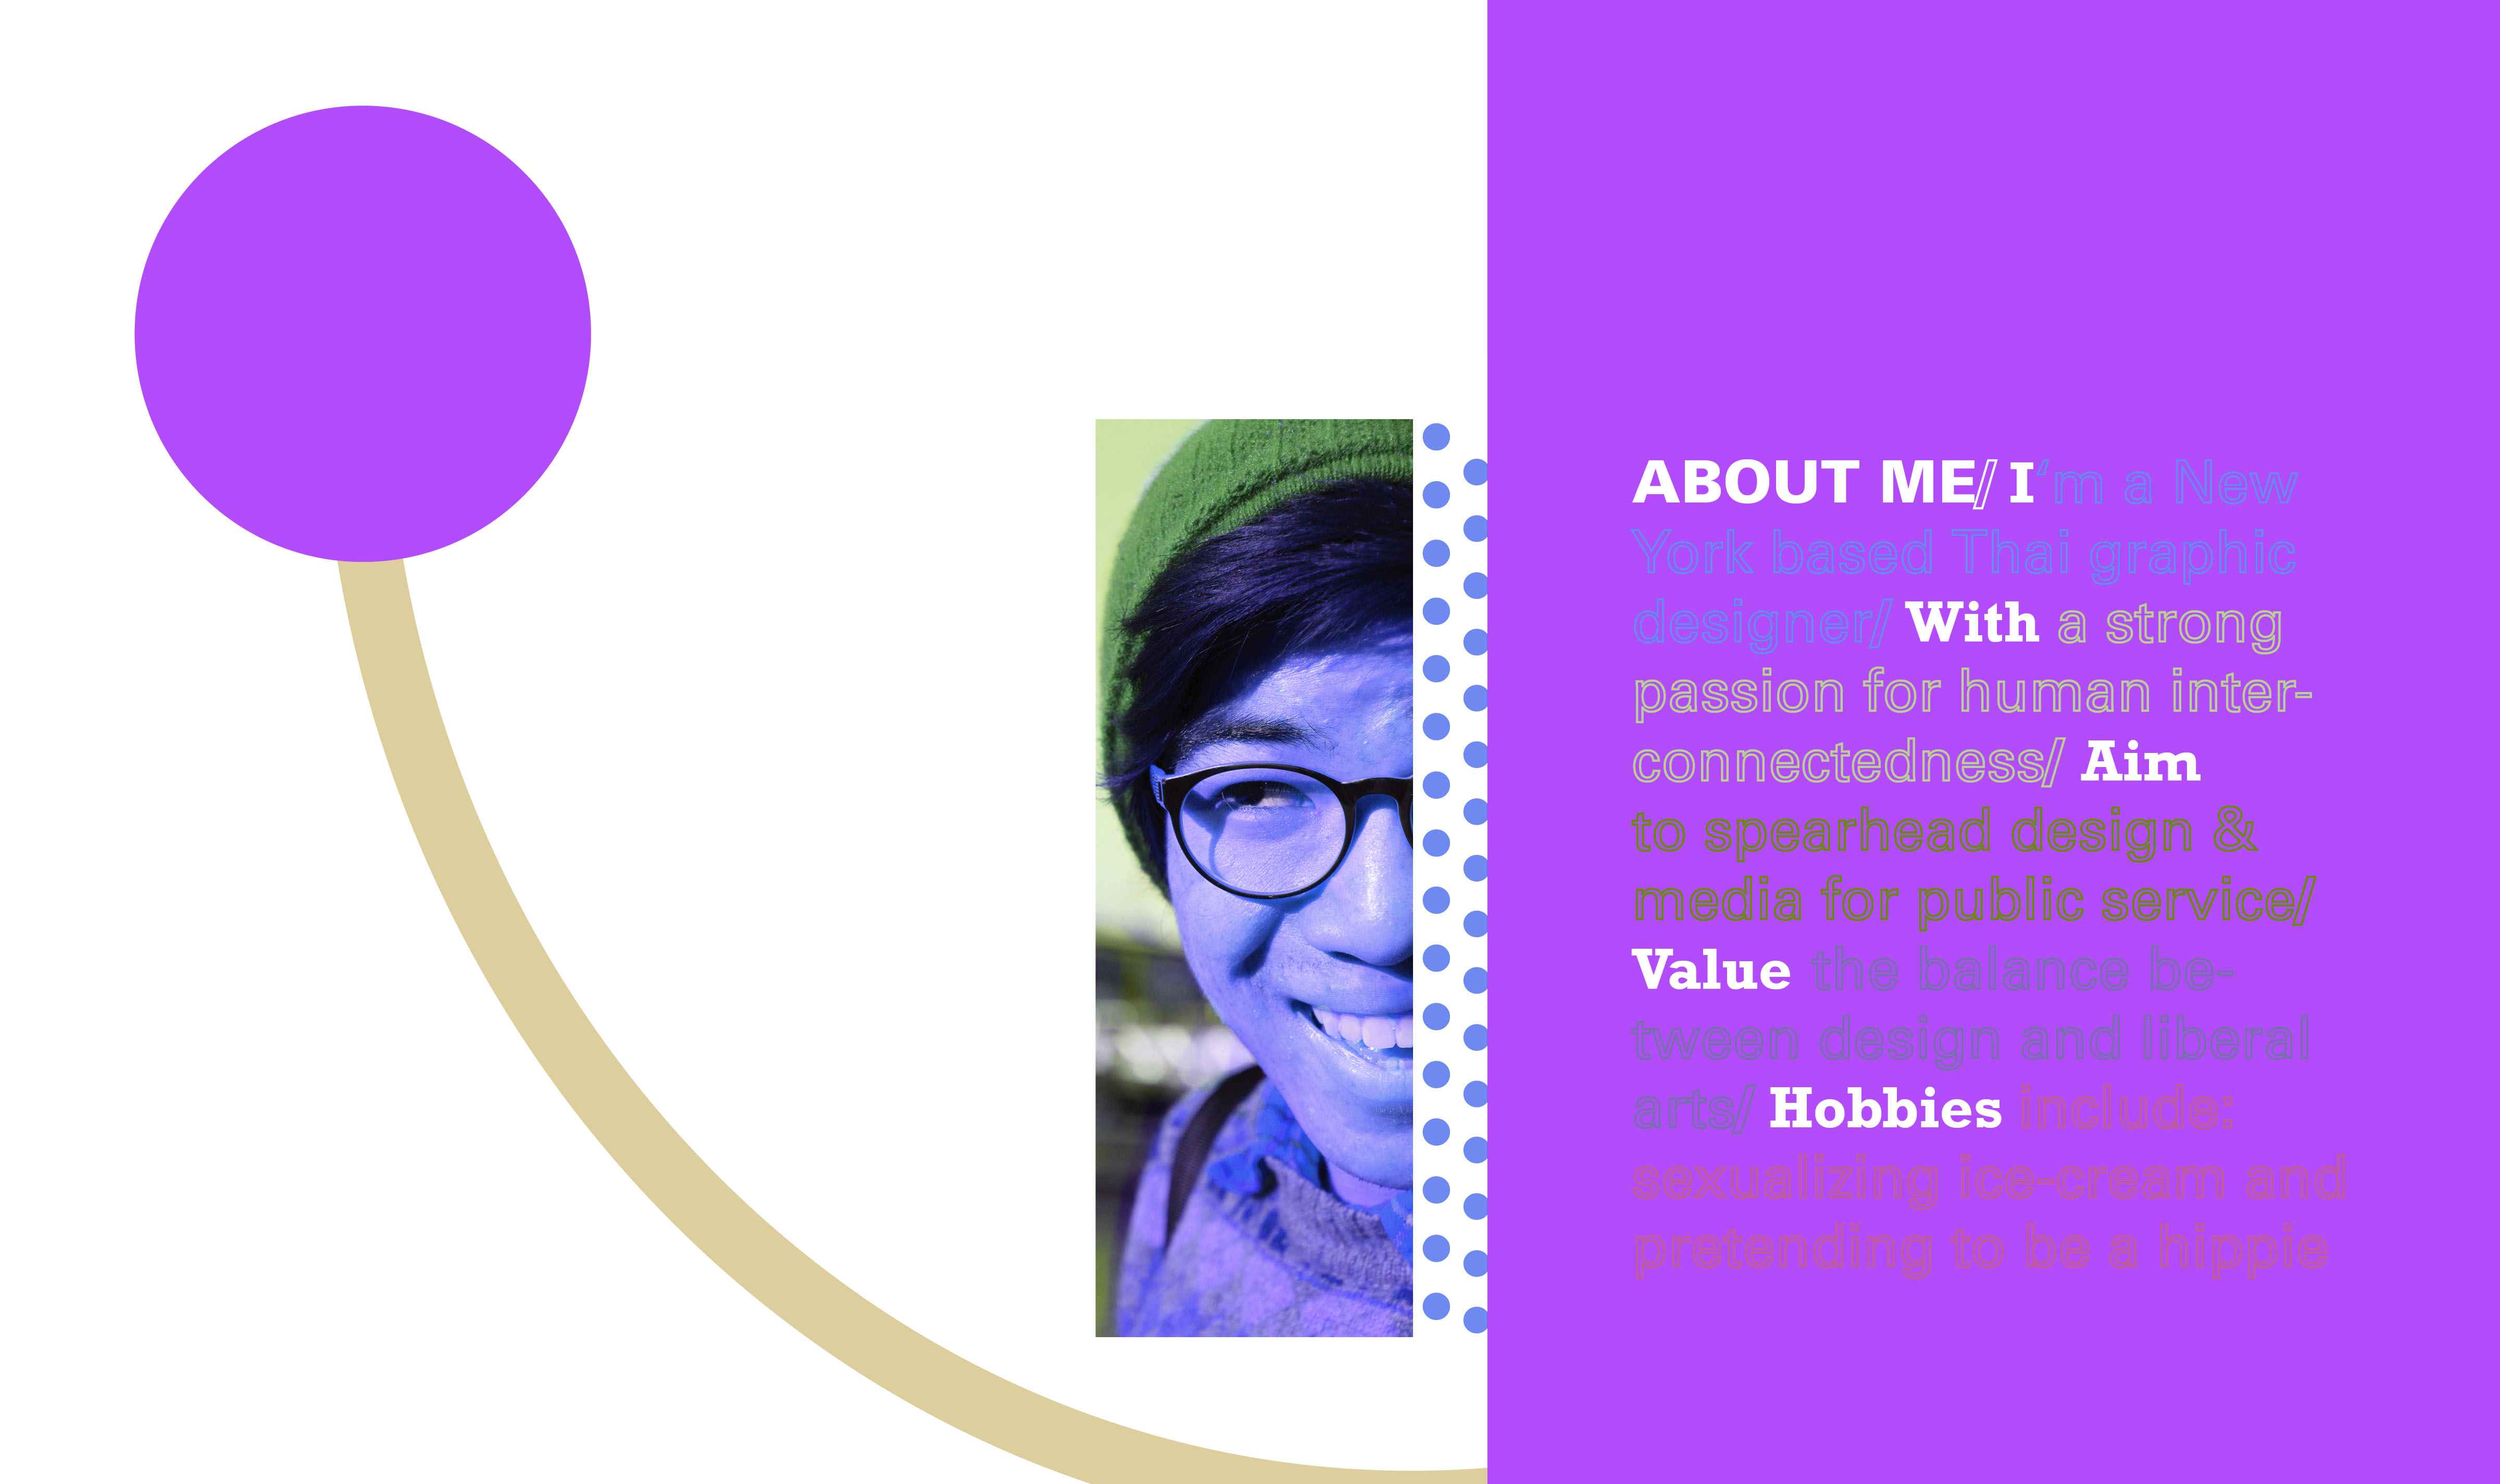 ABOUT ME/ I'm a New
York based Thai graphic
designer/ With a strong
passion for human inter-
connectedness/ Aim
to spearhead design &
media for public service/
Value the balance be-
tween design and liberal
arts/ Hobbies include:
sexualizing ice-cream and
pretending to be a hippie